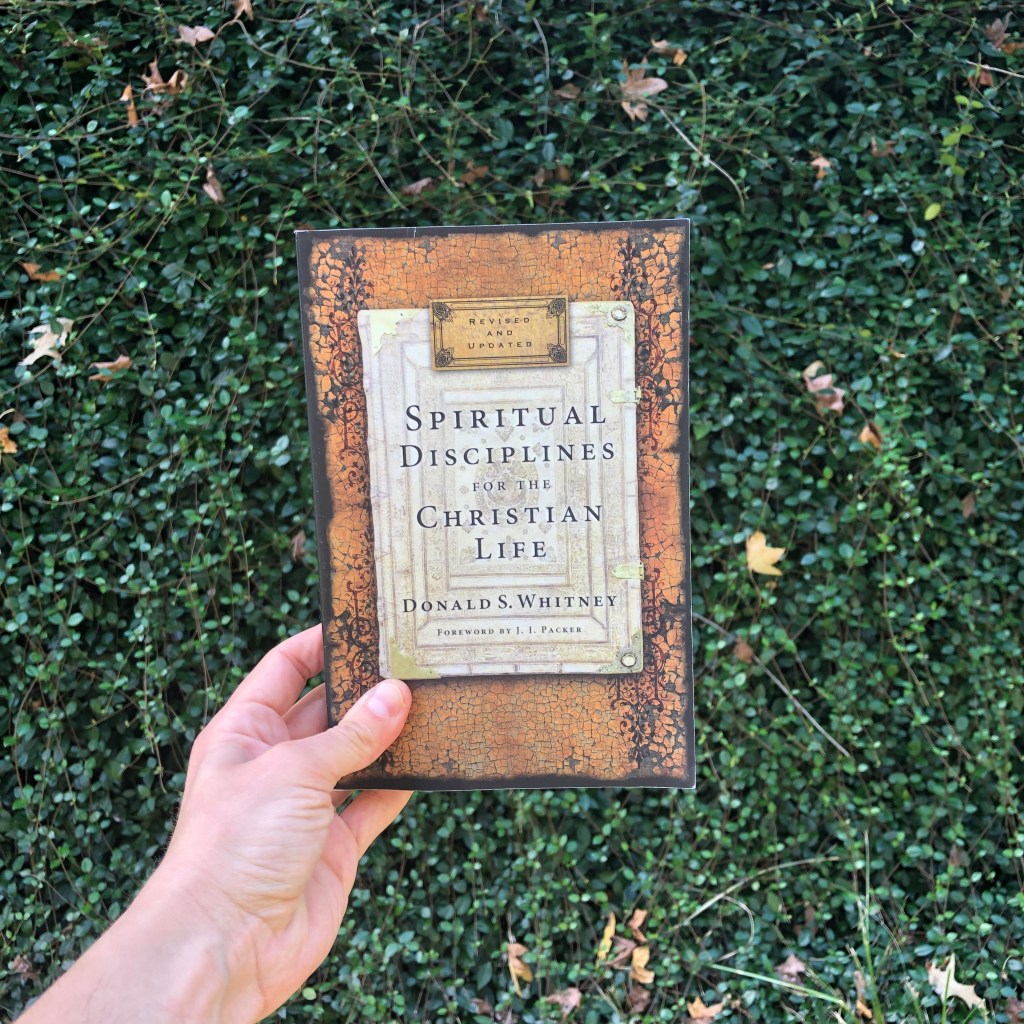 REVISED
AND
UPDATED
SPIRITUAL
DISCIPLINES
FOR THE
CHRISTIAN
LIFE
DONALD S. WHITNEY
FOREWORD BY J. I. PACKER